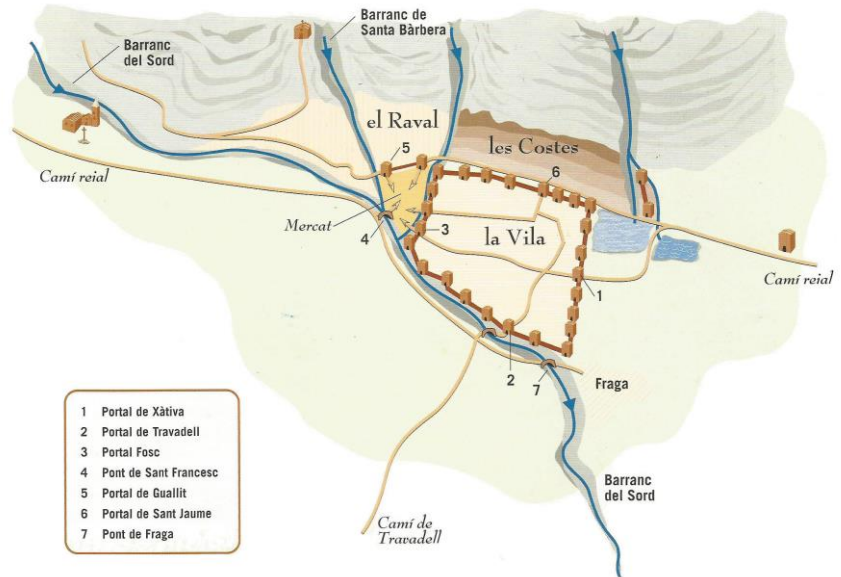 Barranc de
Santa Bàrbera
Barranc
del Sord
el Raval
5
les Costes
6
Camí reial
Mercat
4
3
la Vila
1
Camí reial
2
7
Fraga
Barranc
del Sord
Camí de
Travadell
1 Portal de Xàtiva
2 Portal de Travadell
3 Portal Fosc
4 Pont de Sant Francesc
5 Portal de Guallit
6 Portal de Sant Jaume
7 Pont de Fraga